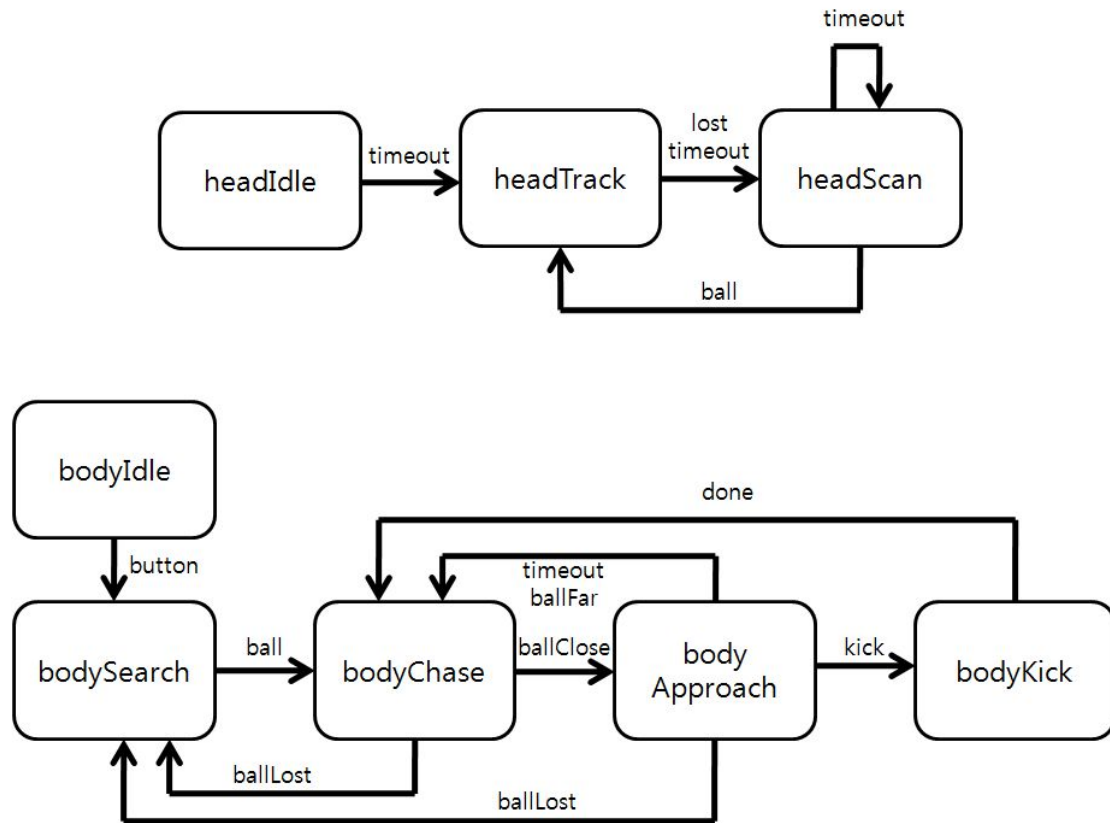 timeout
headIdle
timeout
headTrack
lost
timeout
headScan
ball
bodyIdle
button
done
timeout
ballFar
bodySearch
ball
bodyChase
ballClose
body
Approach
kick
bodyKick
ballLost
ballLost